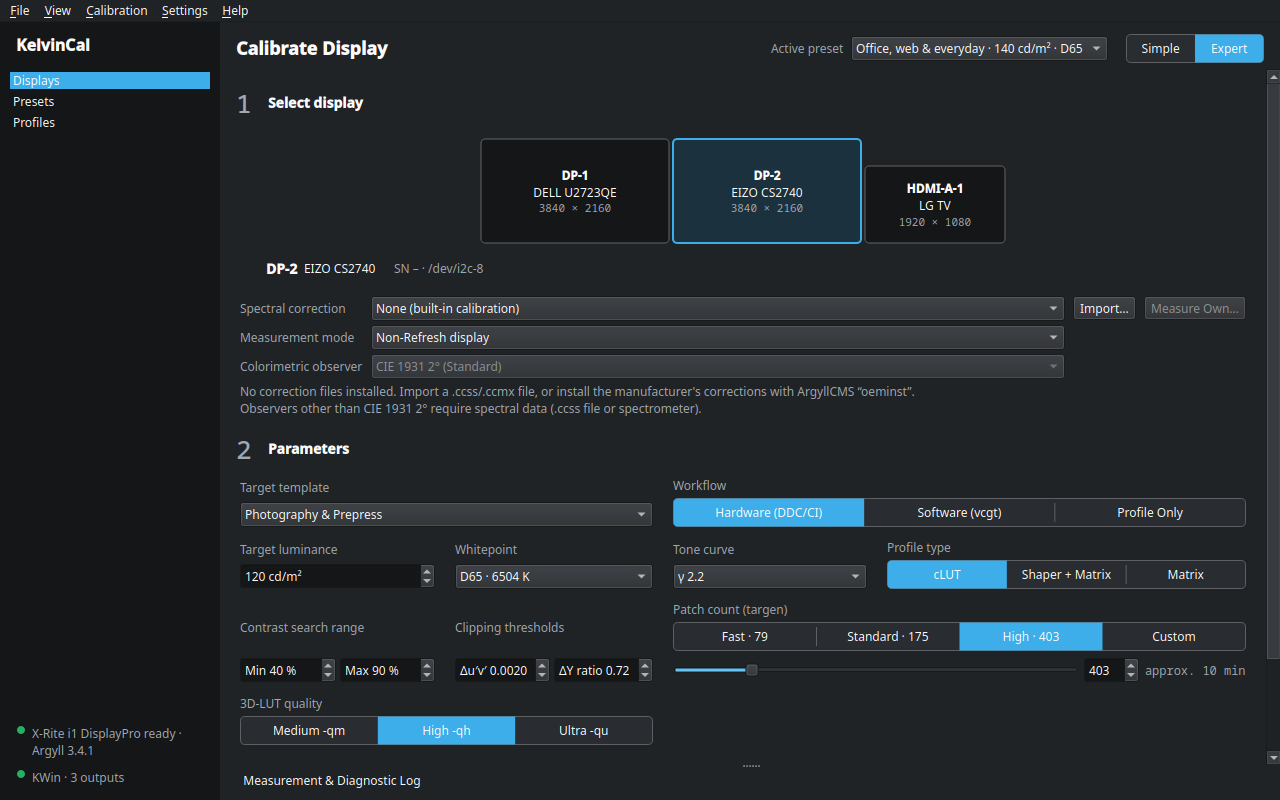 File View Calibration Settings Help
KelvinCal
Displays
Presets
Profiles
X-Rite i1 DisplayPro ready ·
Argyll 3.4.1
KWin · 3 outputs
Calibrate Display
Active preset Office, web & everyday · 140 cd/m² · D65 Simple Expert
1 Select display
DP-1
DELL U2723QE
3840 × 2160
DP-2
EIZO CS2740
3840 × 2160
HDMI-A-1
LG TV
1920 × 1080
DP-2 EIZO CS2740 SN – · /dev/i2c-8
Spectral correction None (built-in calibration) Import... Measure Own...
Measurement mode Non-Refresh display
Colorimetric observer CIE 1931 2° (Standard)
No correction files installed. Import a .ccss/.ccmx file, or install the manufacturer's corrections with ArgyllCMS “oeminst”.
Observers other than CIE 1931 2° require spectral data (.ccss file or spectrometer).
2 Parameters
Target template
Photography & Prepress
Workflow
Hardware (DDC/CI) Software (vcgt) Profile Only
Target luminance
120 cd/m²
Whitepoint
D65 · 6504 K
Tone curve
γ 2.2
Profile type
cLUT Shaper + Matrix Matrix
Contrast search range
Min 40 % Max 90 %
Clipping thresholds
Δu′v′ 0.0020 ΔY ratio 0.72
Patch count (targen)
Fast · 79 Standard · 175 High · 403 Custom
403 approx. 10 min
3D-LUT quality
Medium -qm High -qh Ultra -qu
Measurement & Diagnostic Log